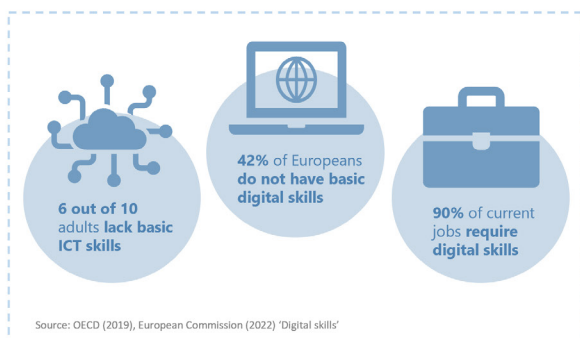 6 out of 10
adults lack basic
ICT skills
42% of Europeans
do not have basic
digital skills
90% of current
jobs require
digital skills
Source: OECD (2019), European Commission (2022) ‘Digital skills’